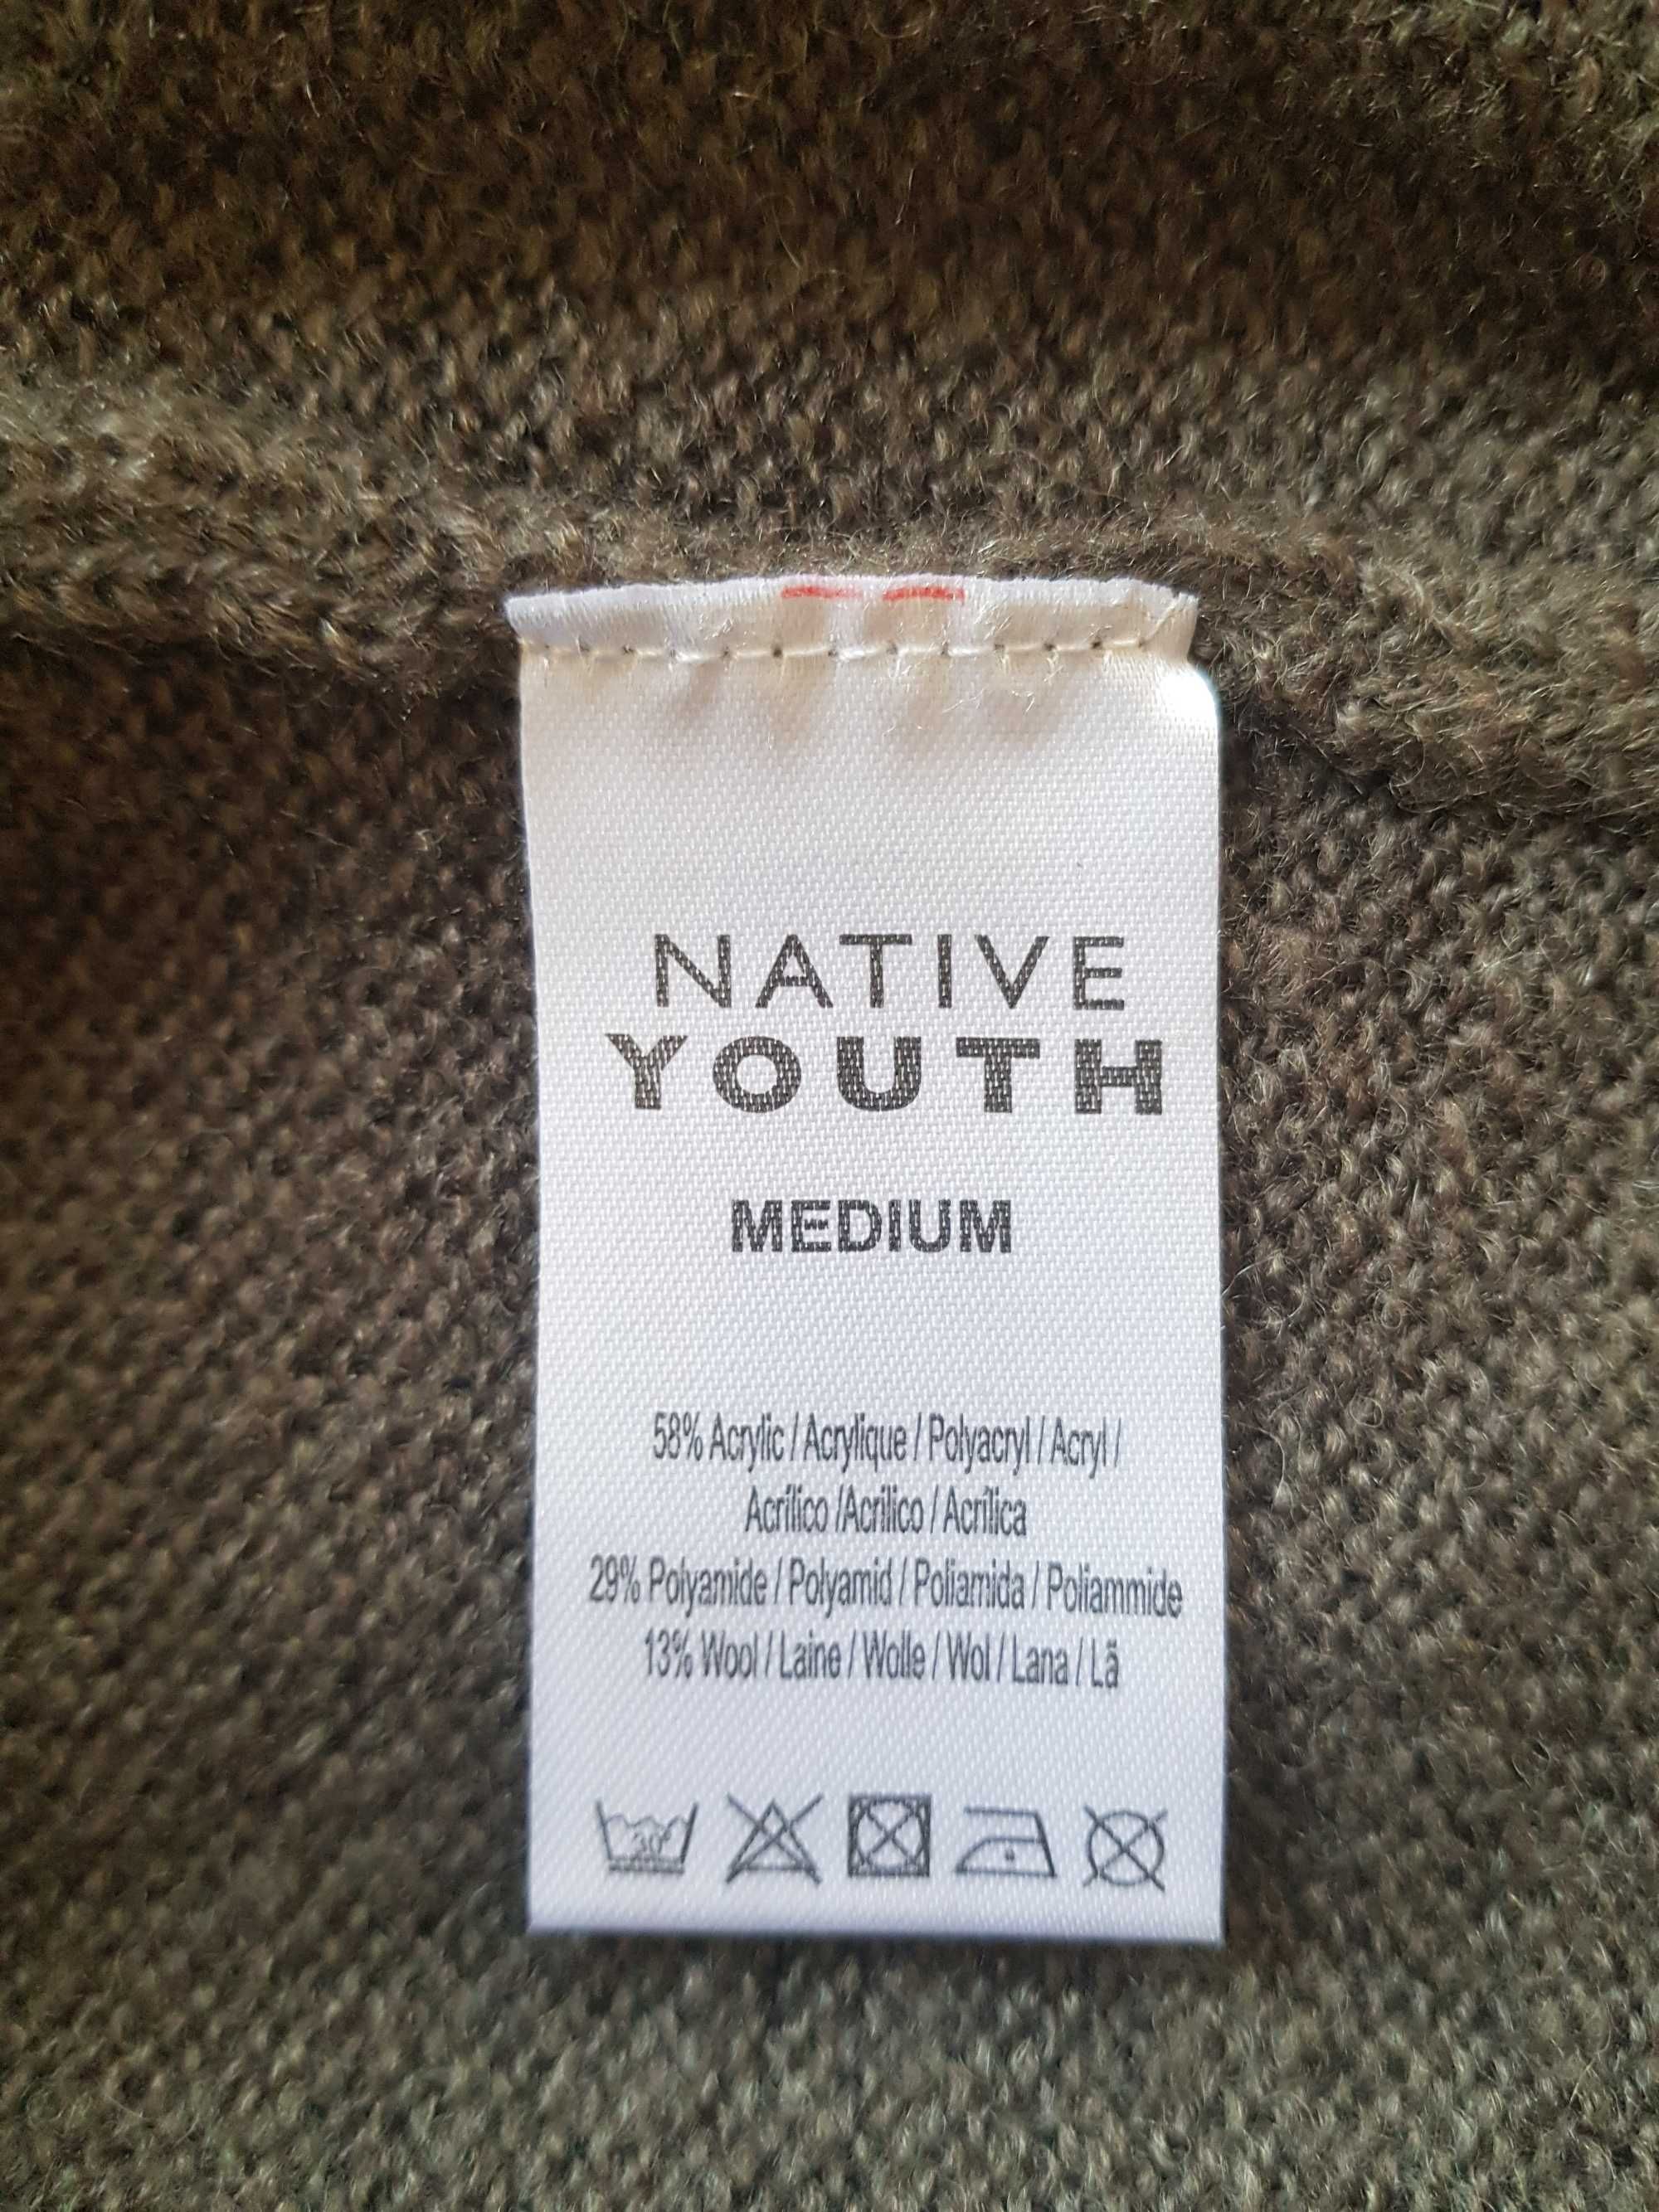 NATIVE
YOUTH
MEDIUM
58% Acrylic / Acrylique / Polyacryl / Acryl /
Acrílico /Acrilico / Acrílica
29% Polyamide / Polyamid / Poliamida / Poliammide
13% Wool / Laine / Wolle / Wol / Lana / Lã
30°